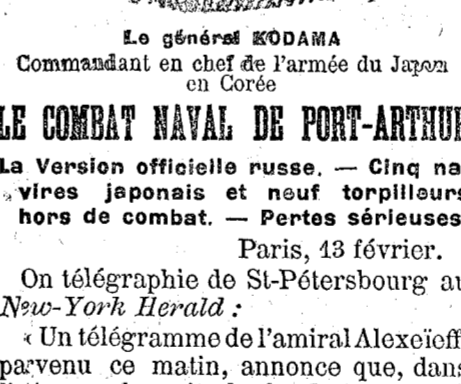 Le général KODAMA
Commandant en chef de l'armée du Japon
en Corée
LE COMBAT NAVAL DE PORT-ARTHUR
La Version officielle russe. — Cinq na-
vires japonais et neuf torpilleurs
hors de combat. — Pertes sérieuses
Paris, 13 février.
On télégraphie de St-Pétersbourg au
New-York Herald :
« Un télégramme de l'amiral Alexeïeff
parvenu ce matin, annonce que, dans